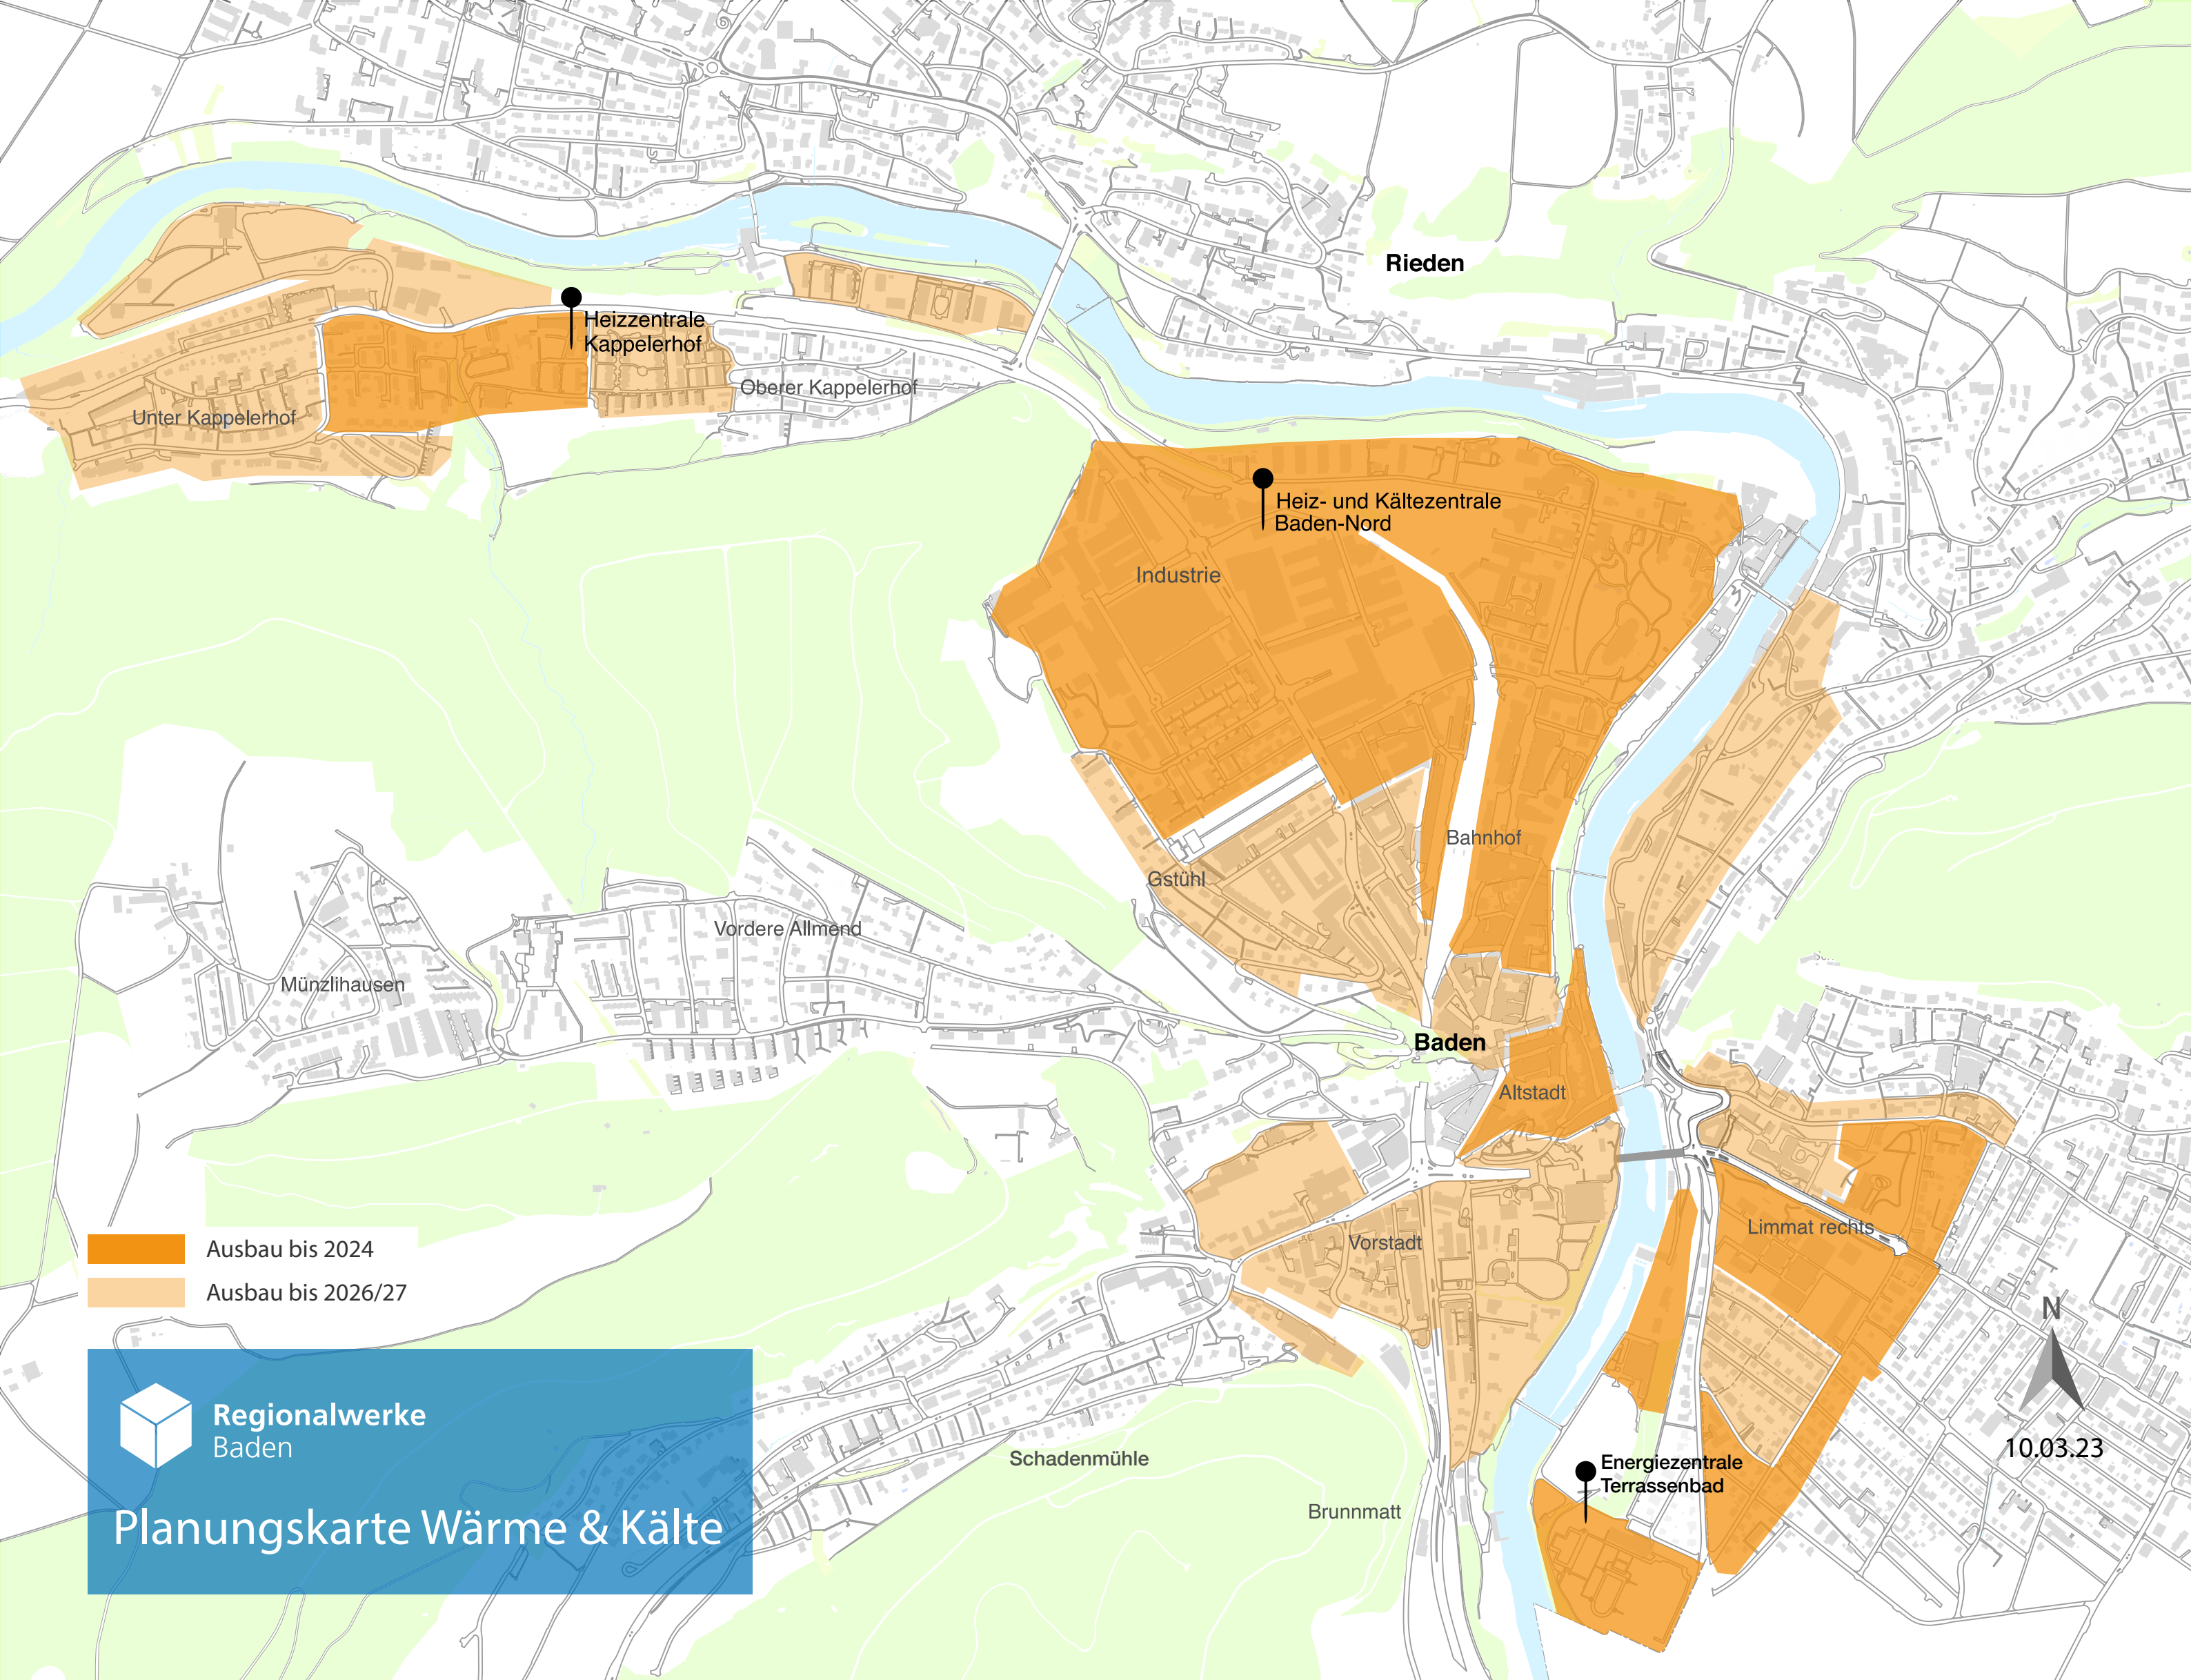 Rieden
Heizzentrale
Kappelerhof
Oberer Kappelerhof
Unter Kappelerhof
Heiz- und Kältezentrale
Baden-Nord
Industrie
Bahnhof
Gstühl
Vordere Allmend
Münzlihausen
Baden
Altstadt
Limmat rechts
Vorstadt
Ausbau bis 2024
Ausbau bis 2026/27
N
10.03.23
Regionalwerke
Baden
Schadenmühle
Energiezentrale
Terrassenbad
Brunnmatt
Planungskarte Wärme & Kälte